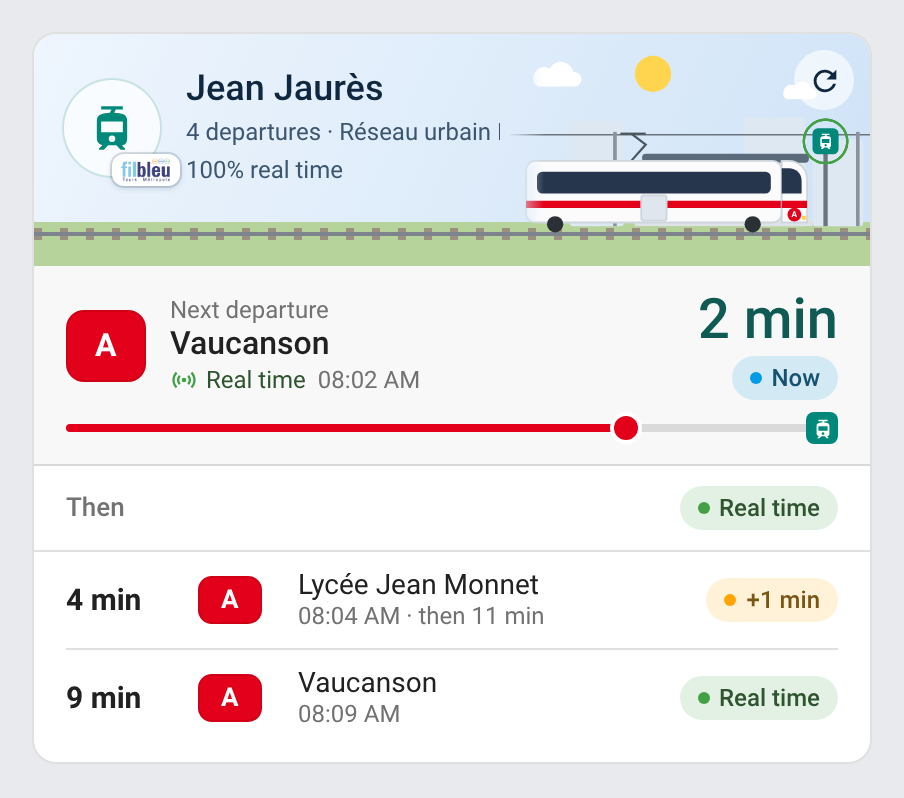 Jean Jaurès
4 departures · Réseau urbain
100% real time
filbleu
Tours Métropole
A
A
Next departure
Vaucanson
Real time 08:02 AM
2 min
Now
Then
Real time
4 min
A
Lycée Jean Monnet
08:04 AM · then 11 min
+1 min
9 min
A
Vaucanson
08:09 AM
Real time